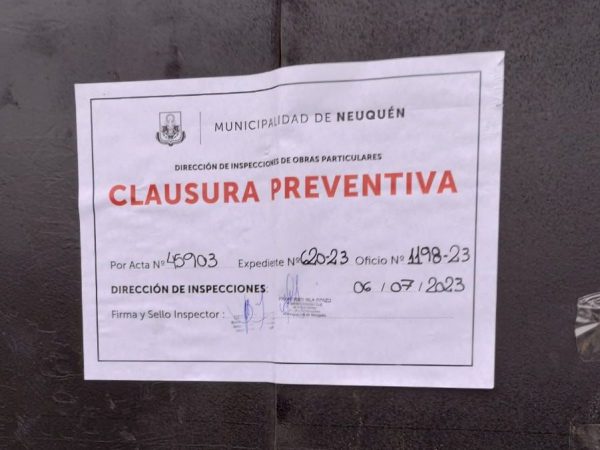 MUNICIPALIDAD DE NEUQUÉN
DIRECCIÓN DE INSPECCIONES DE OBRAS PARTICULARES
CLAUSURA PREVENTIVA
Por Acta Nº 45903 Expediete Nº 620-23 Oficio Nº 1198-23
DIRECCIÓN DE INSPECCIONES: 06 / 07 / 2023
Firma y Sello Inspector :